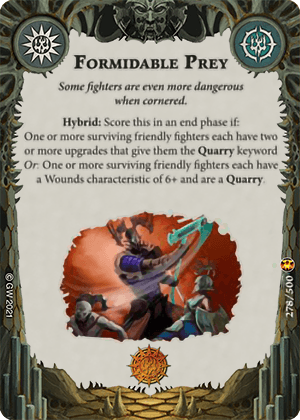 FORMIDABLE PREY
Some fighters are even more dangerous
when cornered.
Hybrid: Score this in an end phase if:
One or more surviving friendly fighters each have two
or more upgrades that give them the Quarry keyword
Or: One or more surviving friendly fighters each have
a Wounds characteristic of 6+ and are a Quarry.
© GW 2021
278/500